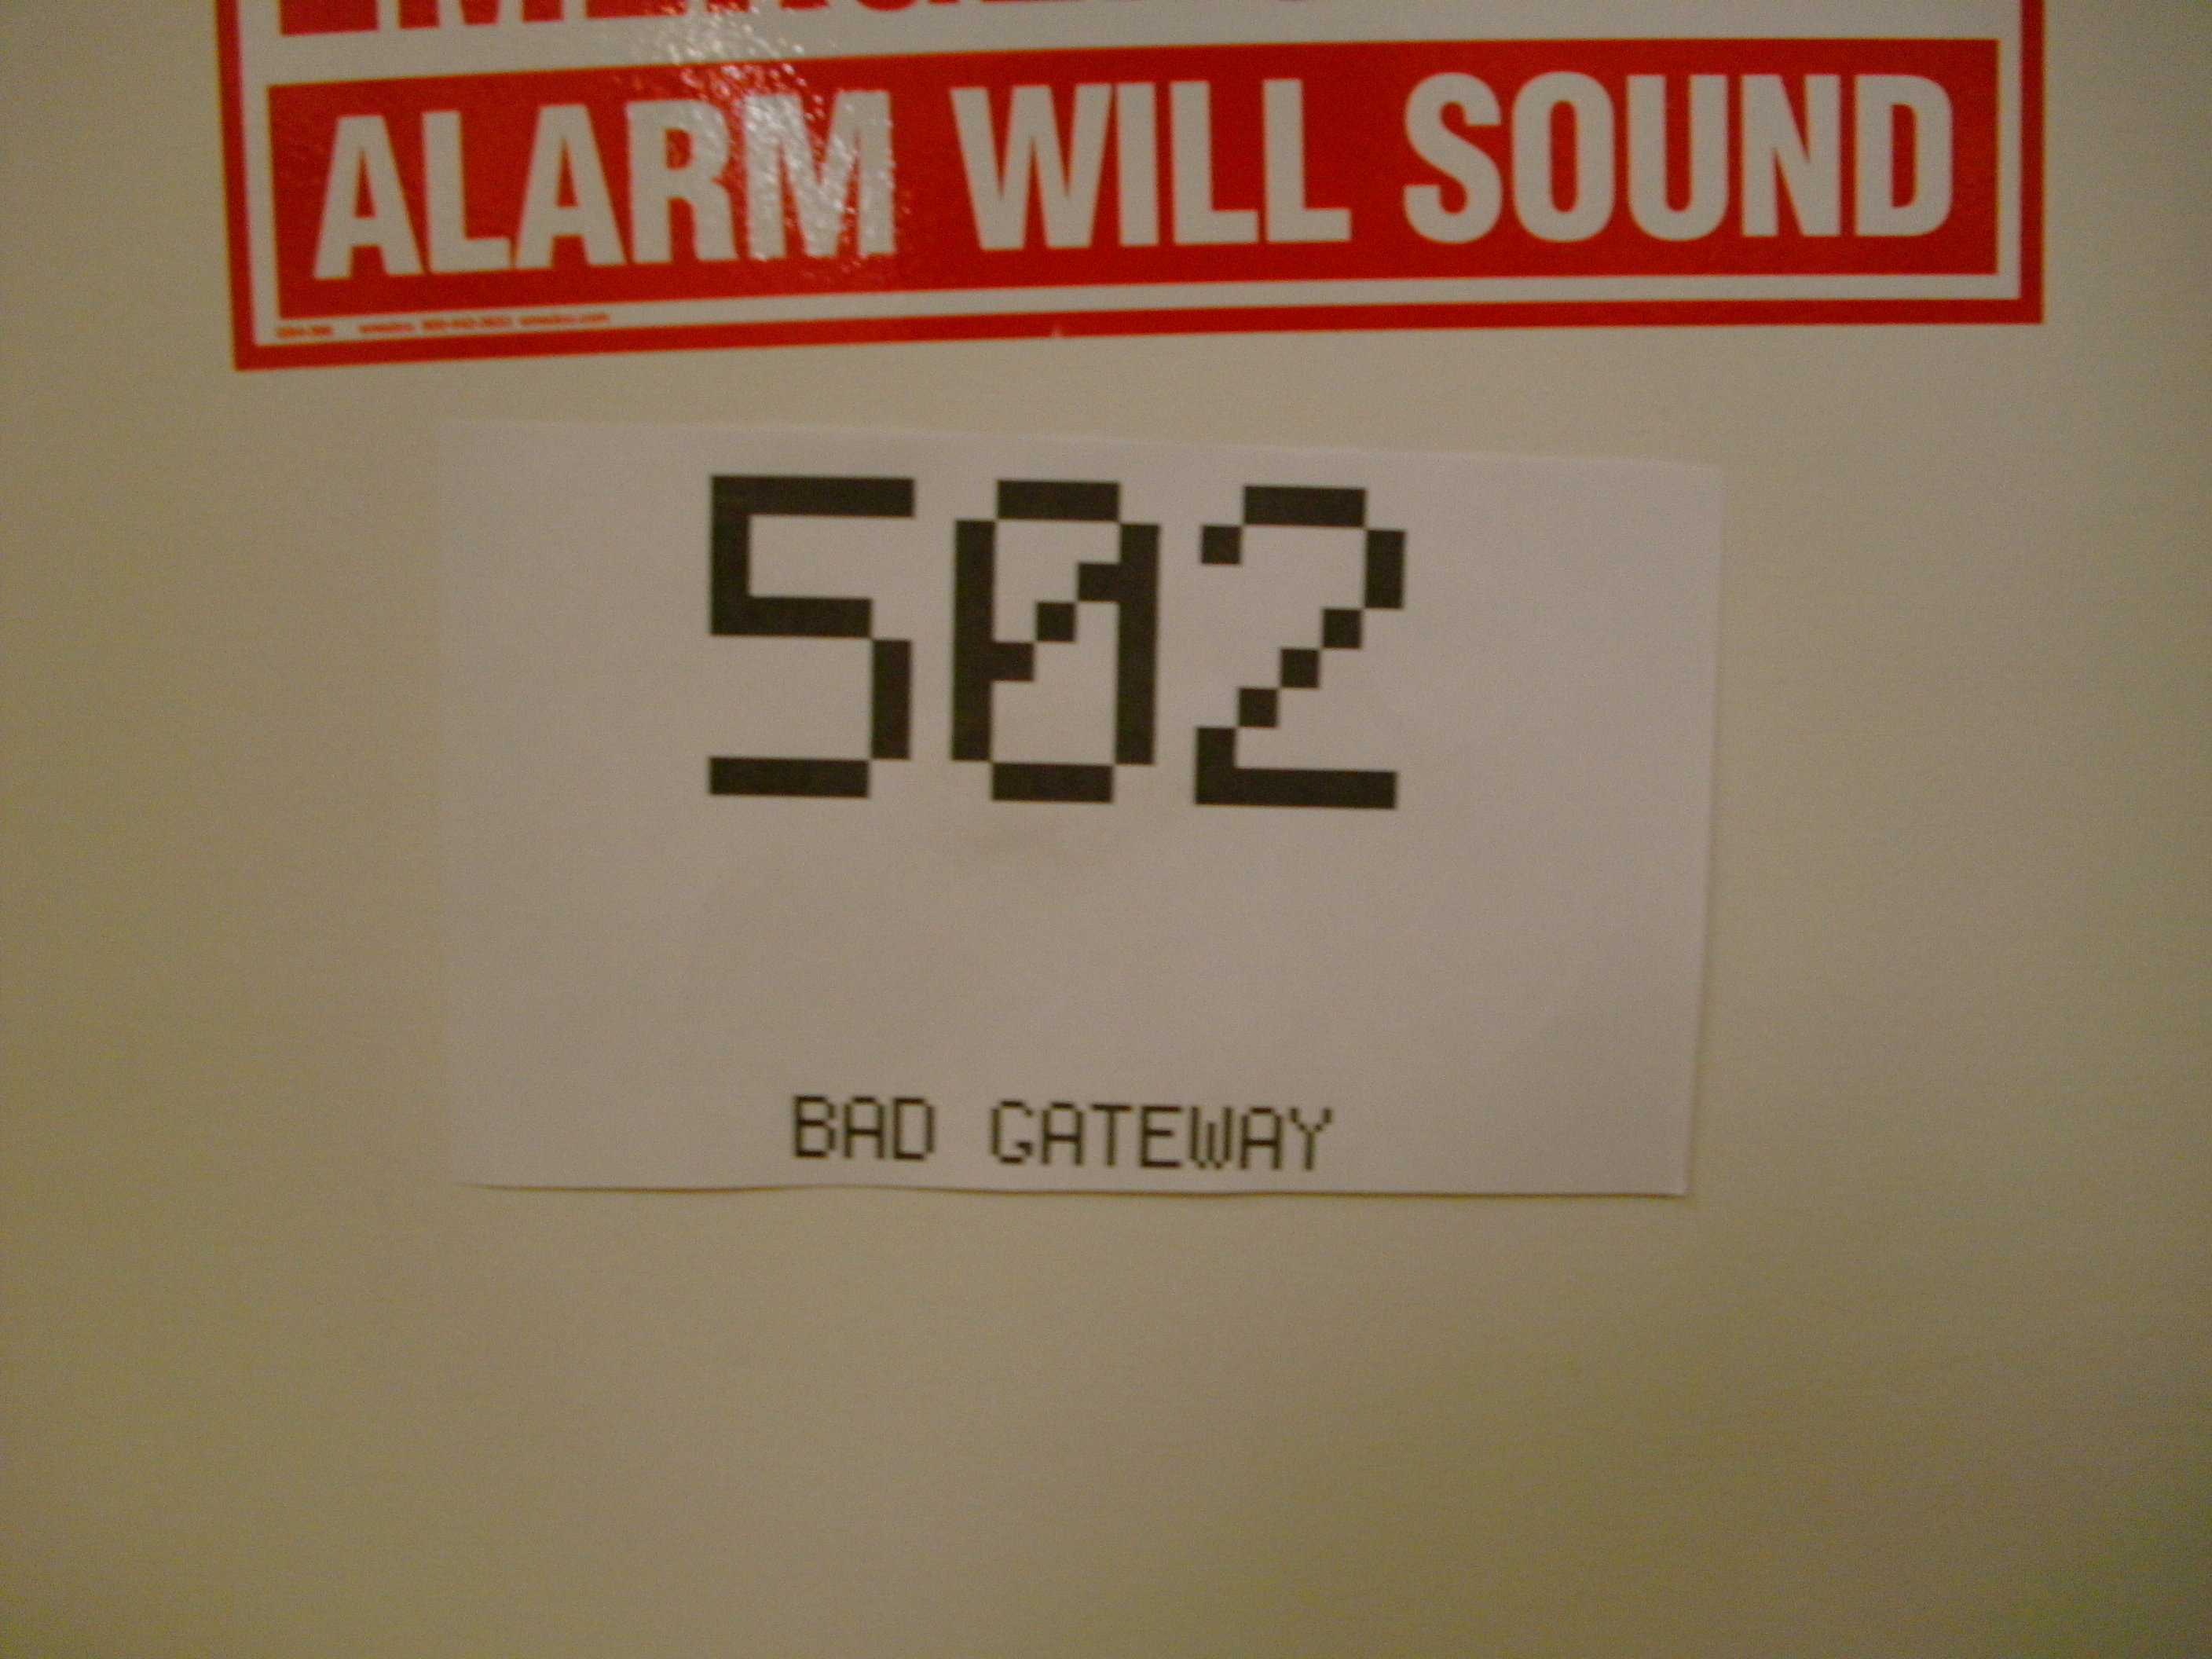 ALARM WILL SOUND
502
BAD GATEWAY